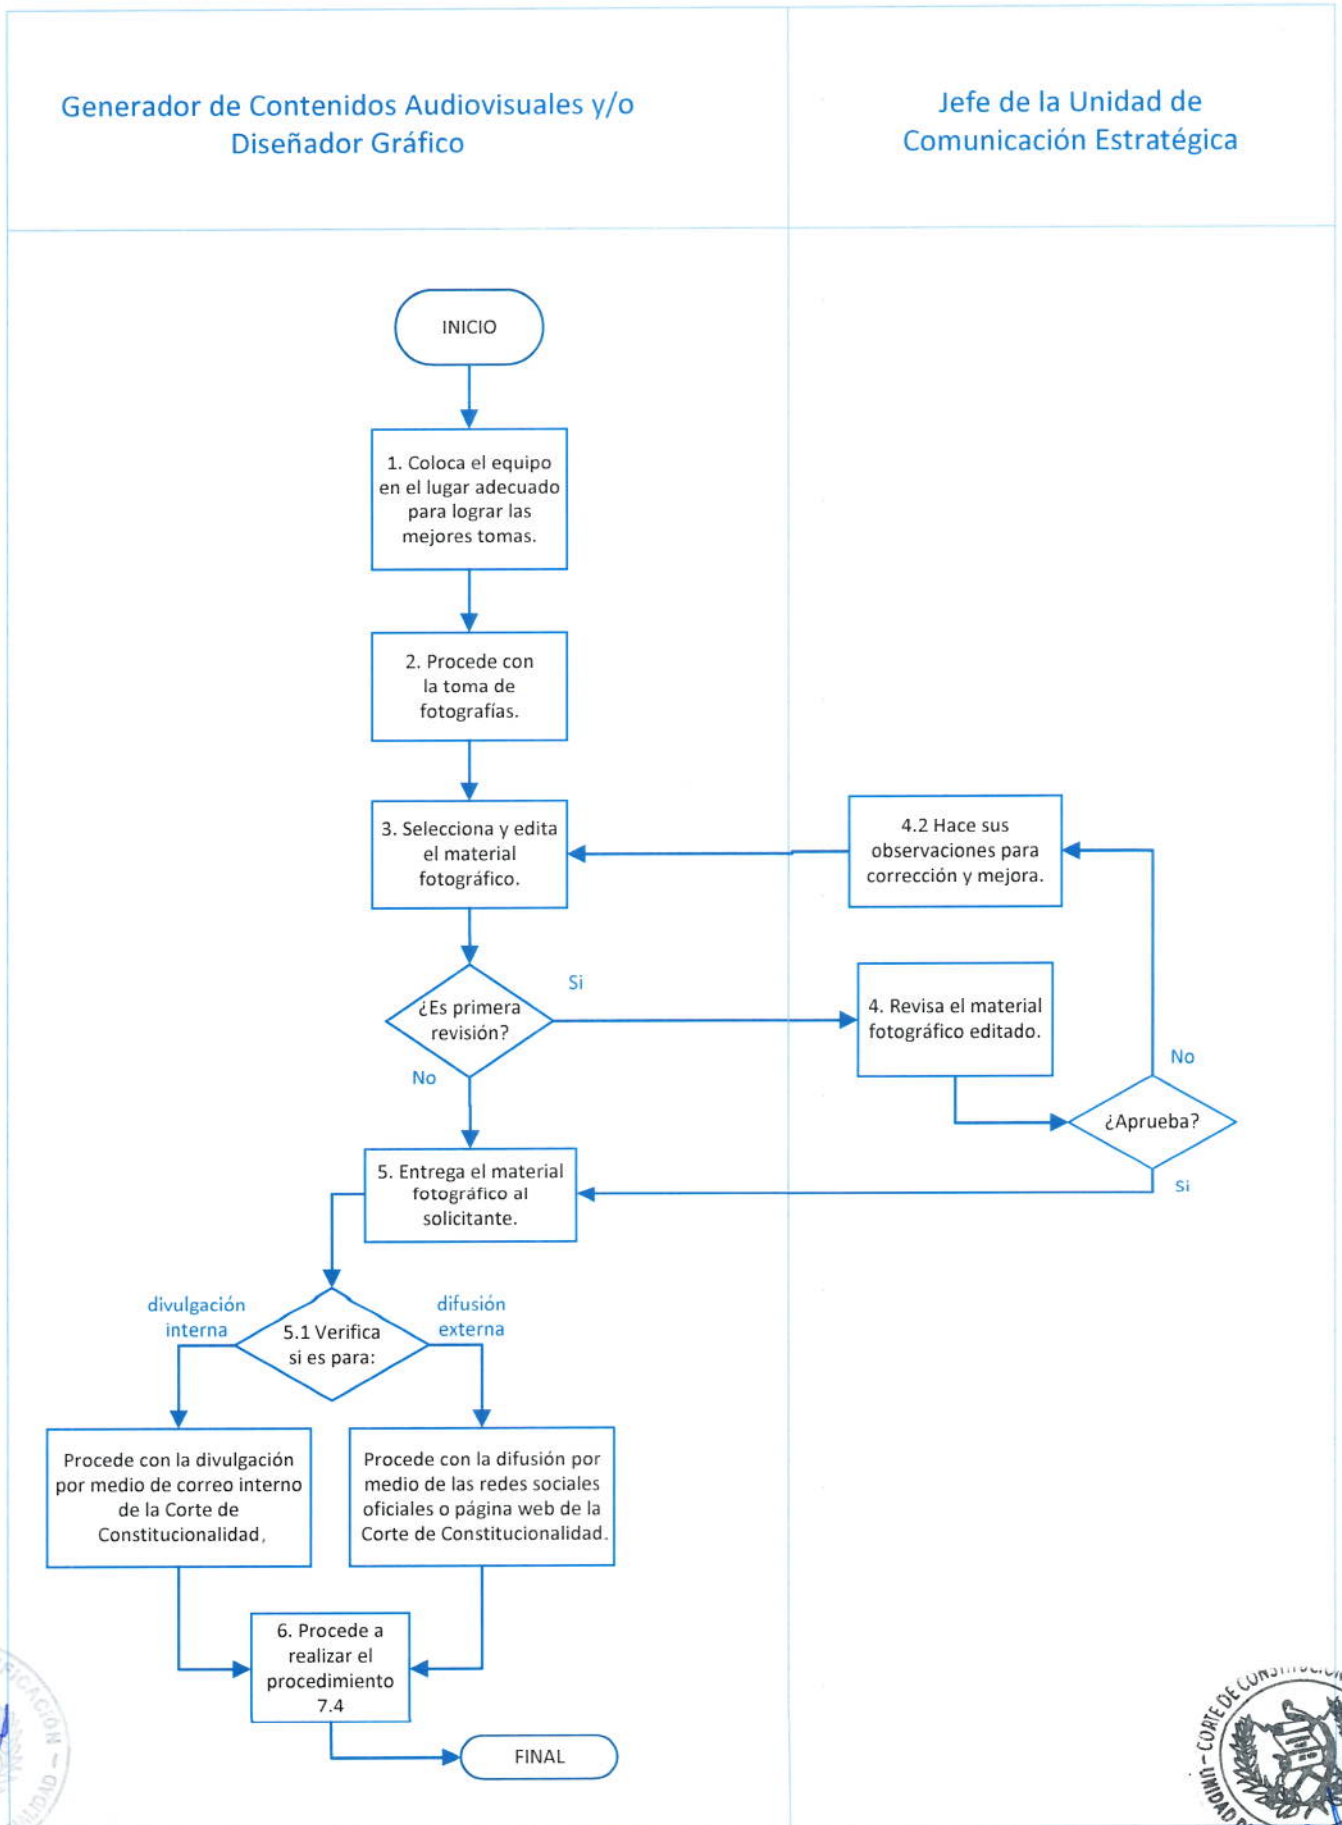 Generador de Contenidos Audiovisuales y/o
Diseñador Gráfico
Jefe de la Unidad de
Comunicación Estratégica
INICIO
1. Coloca el equipo
en el lugar adecuado
para lograr las
mejores tomas.
2. Procede con
la toma de
fotografías.
3. Selecciona y edita
el material
fotográfico.
4.2 Hace sus
observaciones para
corrección y mejora.
¿Es primera
revisión?
Si
No
4. Revisa el material
fotográfico editado.
No
¿Aprueba?
Si
5. Entrega el material
fotográfico al
solicitante.
divulgación
interna
5.1 Verifica
si es para:
difusión
externa
Procede con la divulgación
por medio de correo interno
de la Corte de
Constitucionalidad,
Procede con la difusión por
medio de las redes sociales
oficiales o página web de la
Corte de Constitucionalidad.
6. Procede a
realizar el
procedimiento
7.4
FINAL
CORTE DE
UNIDAD